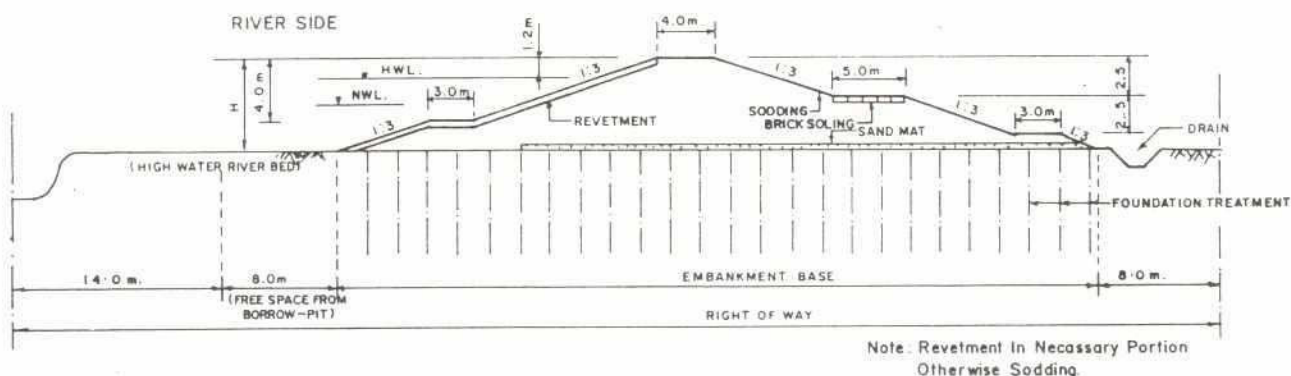 RIVER SIDE
4.0m.
1.2m
HWL.
1:3
1:3
5.0m.
2.5
H
4.0m
NWL.
3.0m
SODDING
BRICK SOLING
1:3
3.0m
2.5
1:3
REVETMENT
SAND MAT
1:3
DRAIN
(HIGH WATER RIVER BED)
FOUNDATION TREATMENT
14.0m.
8.0m
EMBANKMENT BASE
8.0m.
(FREE SPACE FROM
BORROW-PIT)
RIGHT OF WAY
Note: Revetment In Necassary Portion
Otherwise Sodding.